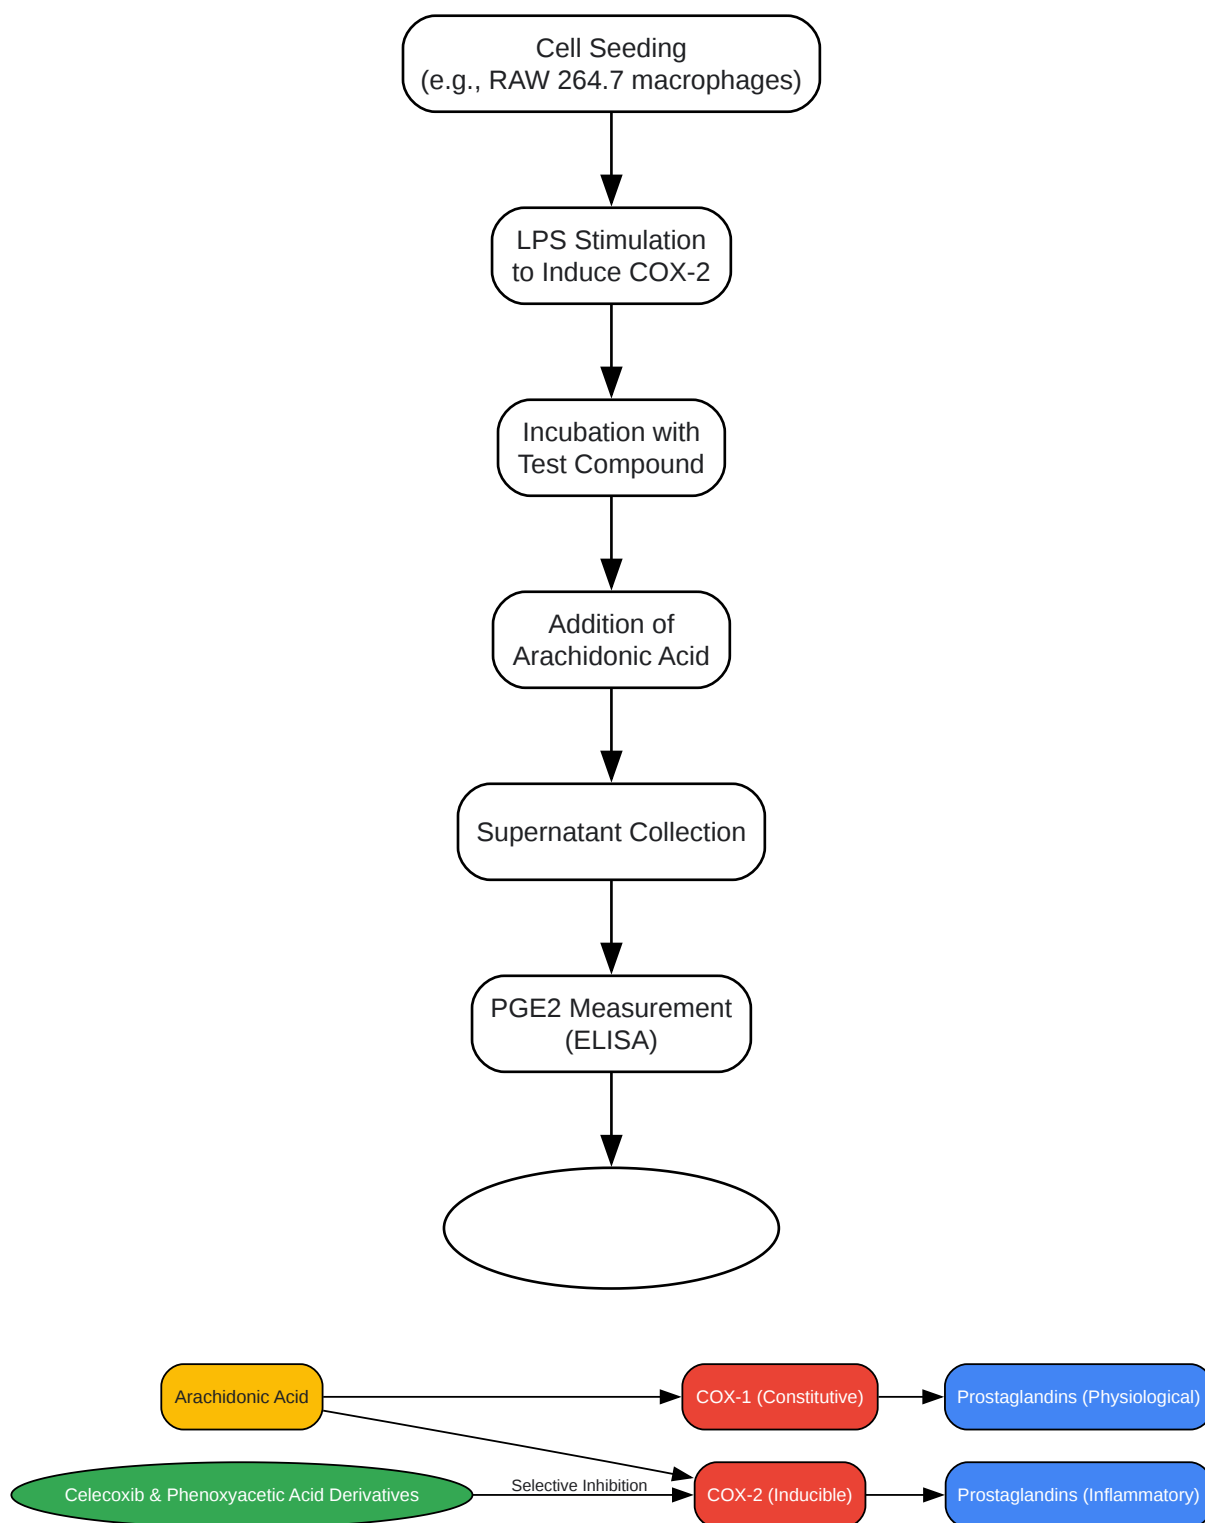 Cell Seeding
(e.g., RAW 264.7 macrophages)
LPS Stimulation
to Induce COX-2
Incubation with
Test Compound
Addition of
Arachidonic Acid
Supernatant Collection
PGE2 Measurement
(ELISA)
Arachidonic Acid
COX-1 (Constitutive)
Prostaglandins (Physiological)
Celecoxib & Phenoxyacetic Acid Derivatives
Selective Inhibition
COX-2 (Inducible)
Prostaglandins (Inflammatory)